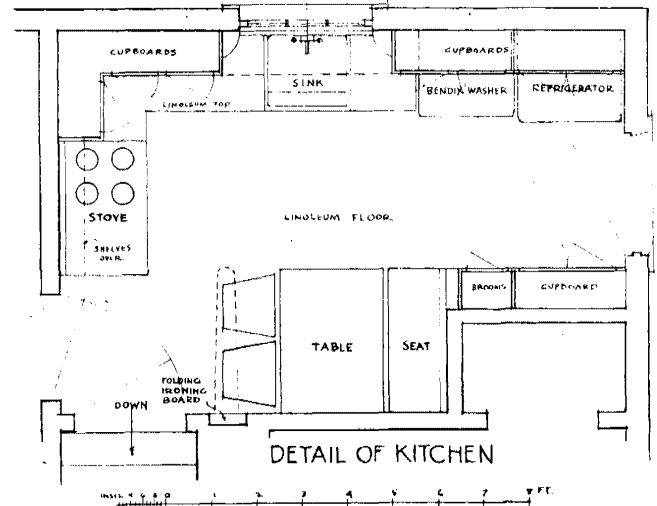 CUPBOARDS
CUPBOARDS
SINK
BENDIX WASHER
REFRIGERATOR
LINOLEUM TOP
STOVE
LINOLEUM FLOOR
SHELVES
OVER
BROOMS
CUPBOARD
TABLE
SEAT
FOLDING
IRONING
BOARD
DOWN
DETAIL OF KITCHEN
0 1 2 3 4 5 6 7 8 FT.